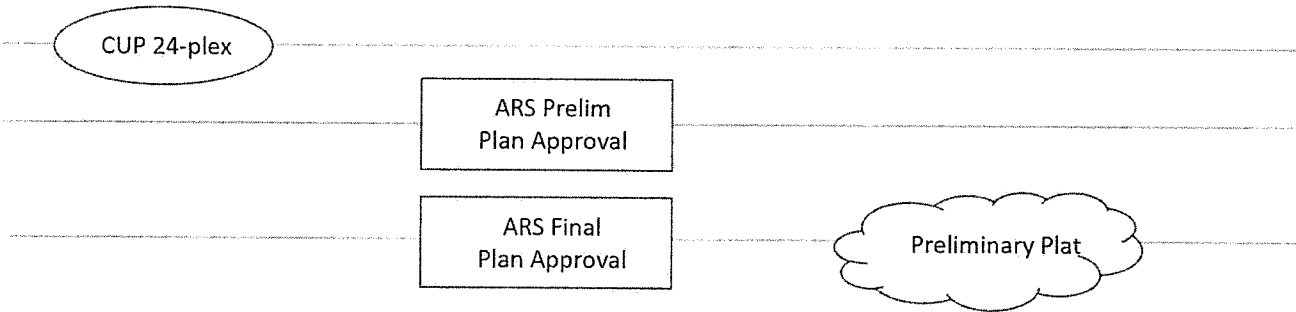 CUP 24-plex
ARS Prelim
Plan Approval
ARS Final
Plan Approval
Preliminary Plat